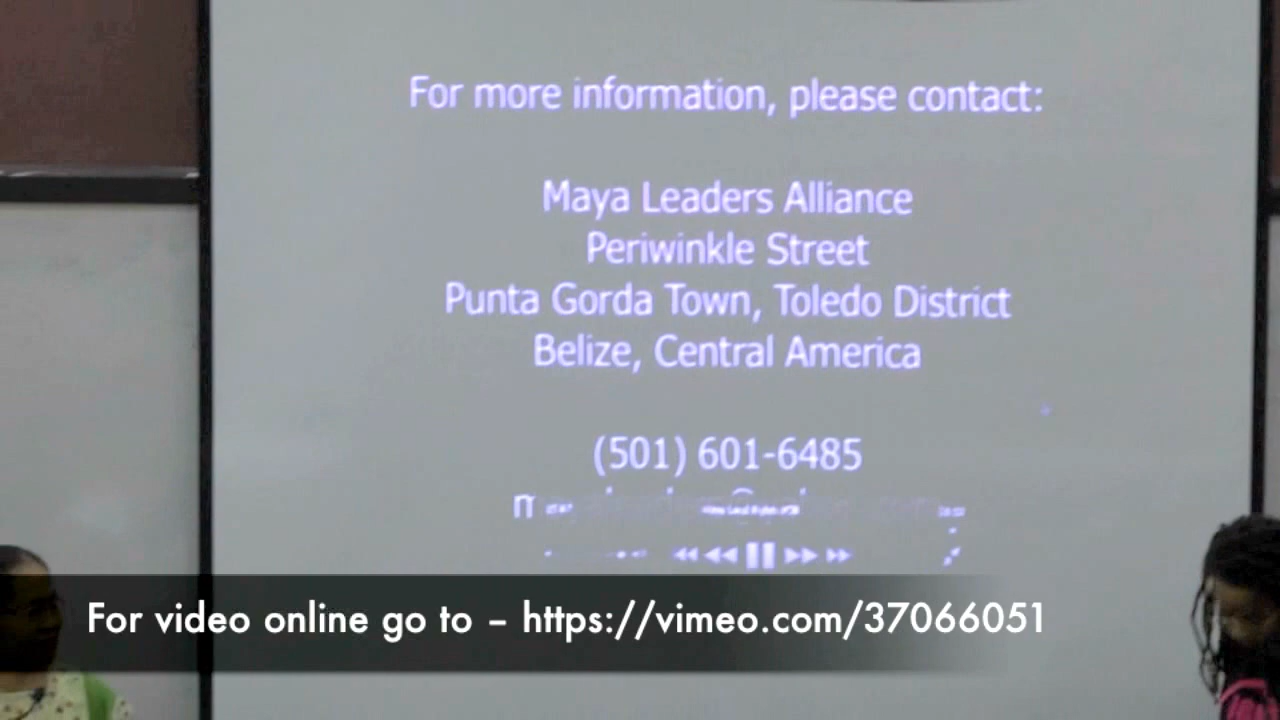 For more information, please contact:
Maya Leaders Alliance
Periwinkle Street
Punta Gorda Town, Toledo District
Belize, Central America
(501) 601-6485
For video online go to – https://vimeo.com/37066051